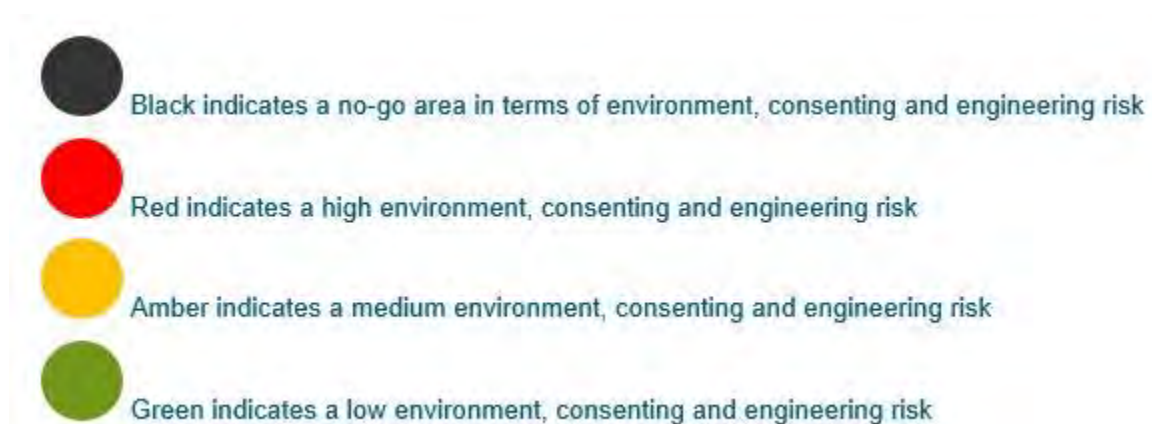 Black indicates a no-go area in terms of environment, consenting and engineering risk
Red indicates a high environment, consenting and engineering risk
Amber indicates a medium environment, consenting and engineering risk
Green indicates a low environment, consenting and engineering risk